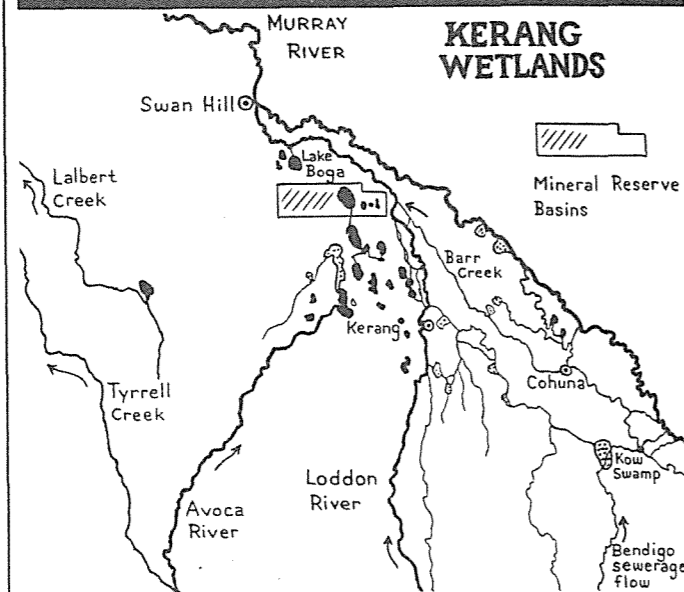 MURRAY
RIVER
KERANG
WETLANDS
Swan Hill
Lake
Boga
Mineral Reserve
Basins
Lalbert
Creek
Barr
Creek
Kerang
Cohuna
Tyrrell
Creek
Kow
Swamp
Avoca
River
Loddon
River
Bendigo
sewerage
flow